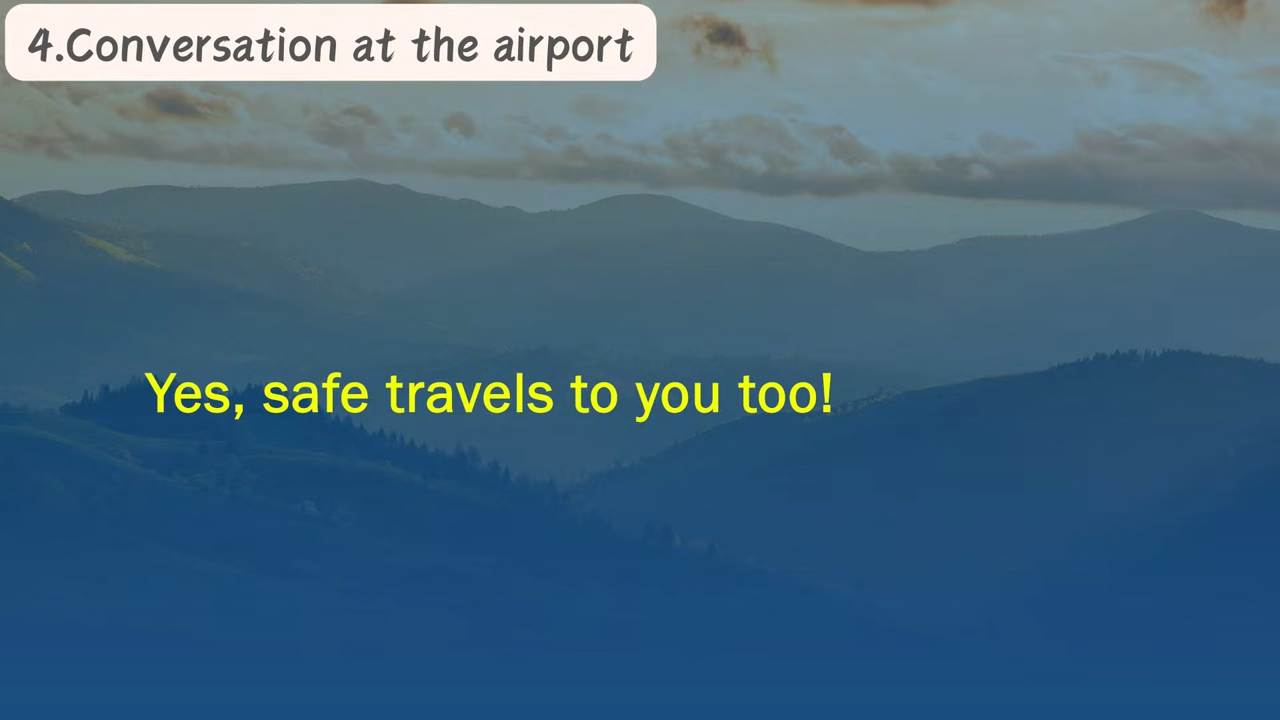 4.Conversation at the airport
Yes, safe travels to you too!